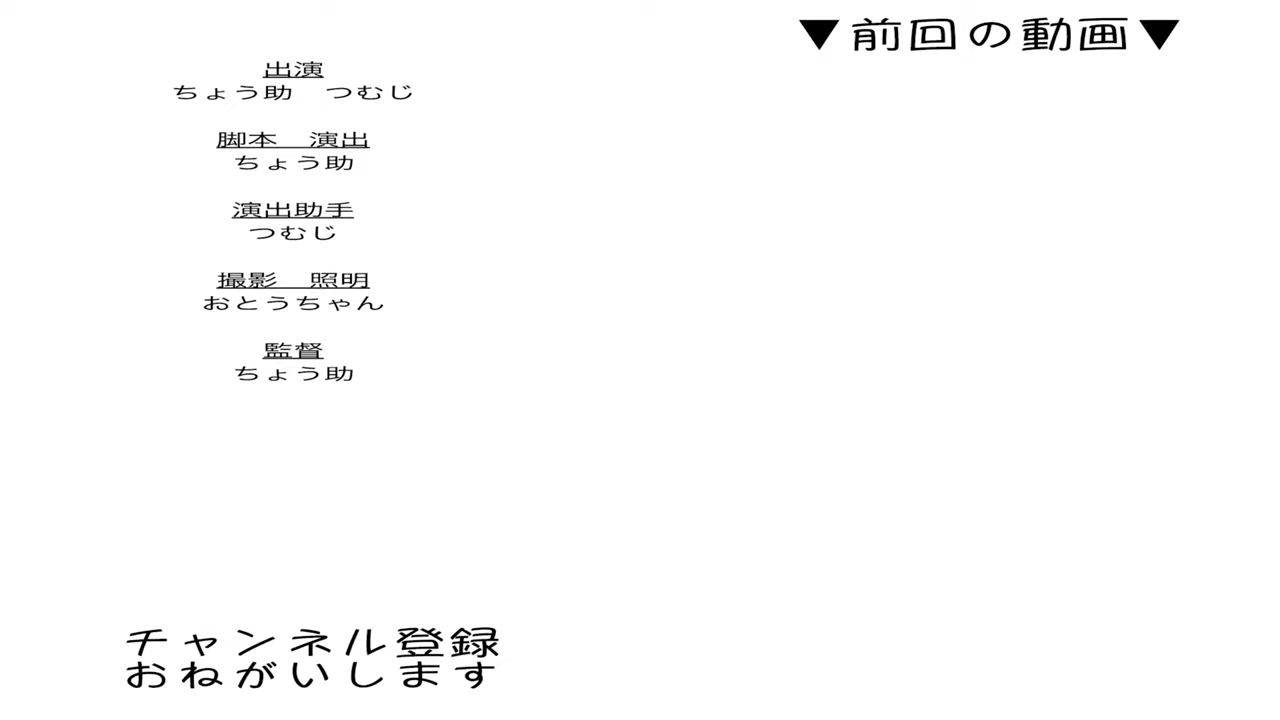 ▼前回の動画▼
出演
ちょう助　つむじ
脚本　演出
ちょう助
演出助手
つむじ
撮影　照明
おとうちゃん
監督
ちょう助
チャンネル登録
おねがいします